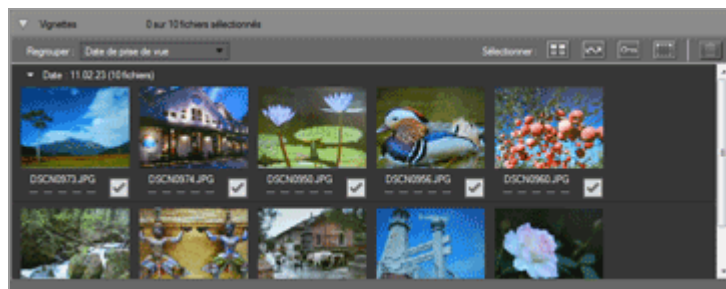 Vignettes 0 sur 10 fichiers sélectionnés
Regrouper : Date de prise de vue Sélectionner :
Date : 11.02.23 (10 fichiers)
DSCN0973.JPG DSCN0974.JPG DSCN0950.JPG DSCN0956.JPG DSCN0960.JPG